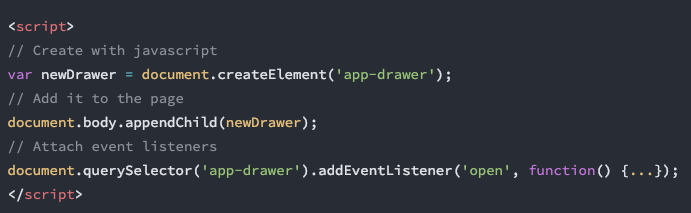 <script>
// Create with javascript
var newDrawer = document.createElement('app-drawer');
// Add it to the page
document.body.appendChild(newDrawer);
// Attach event listeners
document.querySelector('app-drawer').addEventListener('open', function() {...});
</script>